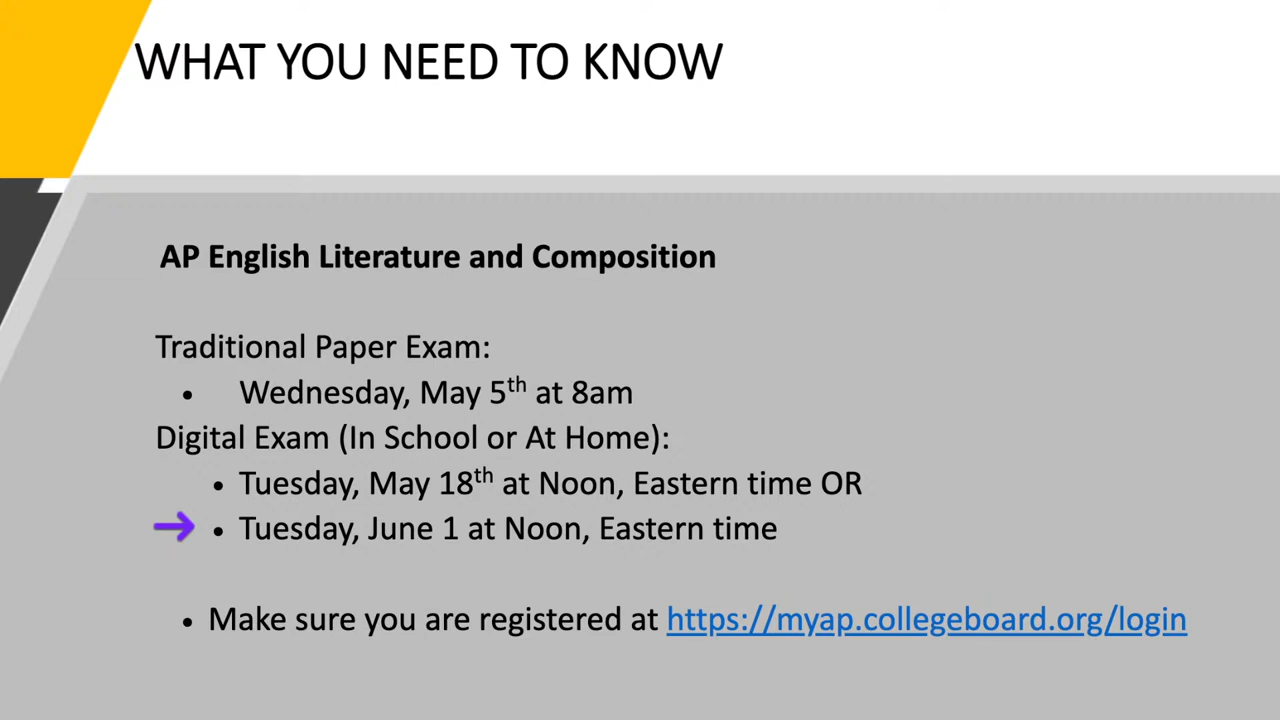 WHAT YOU NEED TO KNOW
AP English Literature and Composition
Traditional Paper Exam:
• Wednesday, May 5th at 8am
Digital Exam (In School or At Home):
• Tuesday, May 18th at Noon, Eastern time OR
• Tuesday, June 1 at Noon, Eastern time
• Make sure you are registered at https://myap.collegeboard.org/login